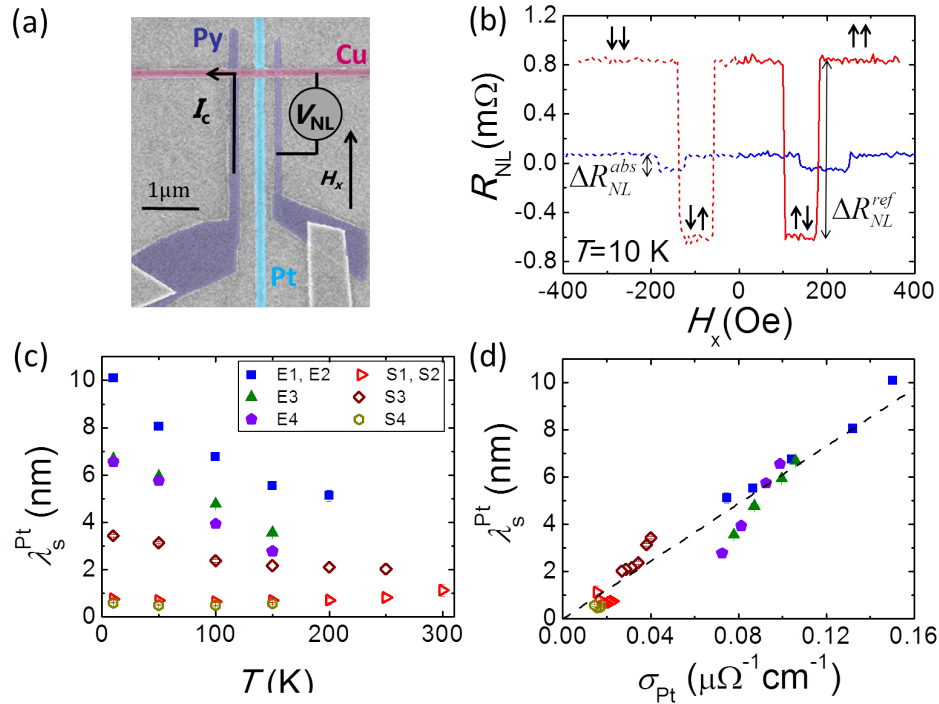 (a)
Py
Cu
I_c
V_NL
H_x
1μm
Pt
(b)
0.8
0.4
0.0
-0.4
-0.8
R_NL (mΩ)
↓↓
↑↑
↓↑
↑↓
ΔR_NL^abs
ΔR_NL^ref
T=10 K
-400 -200 0 200 400
H_x(Oe)
(c)
10
8
6
4
2
0
λ_s^Pt (nm)
E1, E2
E3
E4
S1, S2
S3
S4
0 100 200 300
T(K)
(d)
10
8
6
4
2
0
λ_s^Pt (nm)
0.00 0.04 0.08 0.12 0.16
σ_Pt (μΩ⁻¹cm⁻¹)